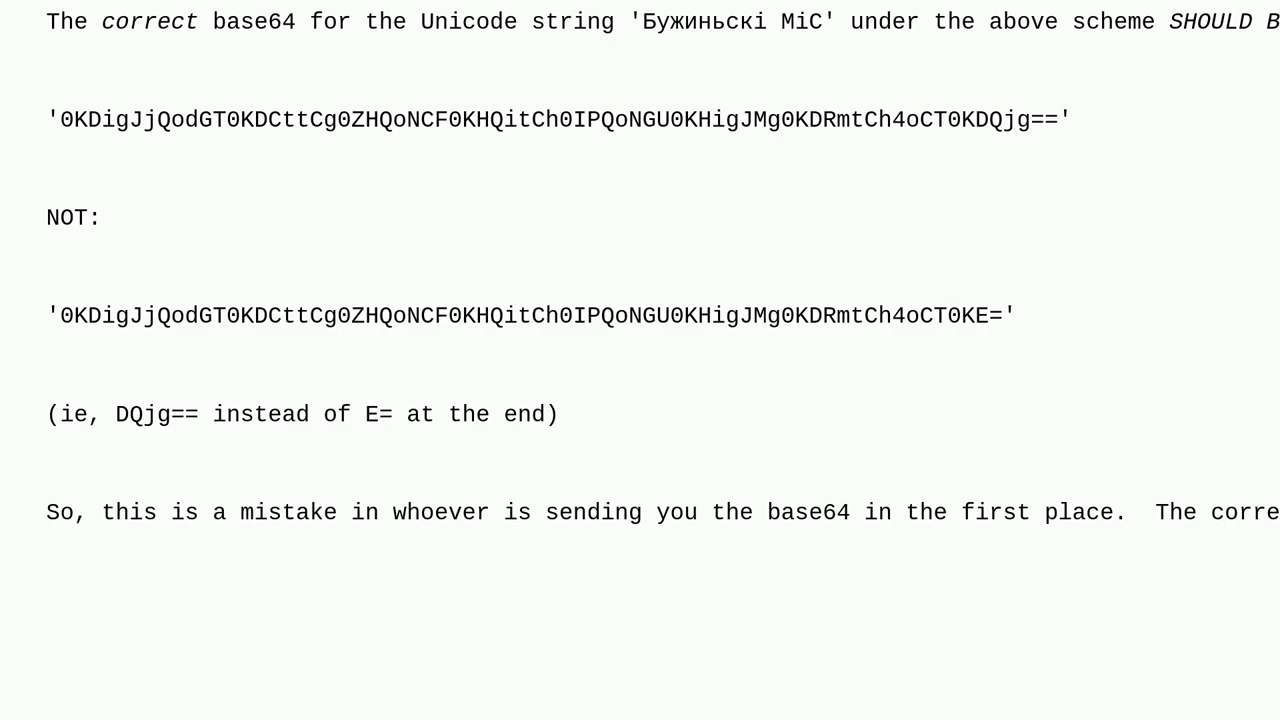 The correct base64 for the Unicode string 'Бужиньскі МіС' under the above scheme SHOULD B
'0KDigJjQodGT0KDCttCg0ZHQoNCF0KHQitCh0IPQoNGU0KHigJMg0KDRmtCh4oCT0KDQjg=='
NOT:
'0KDigJjQodGT0KDCttCg0ZHQoNCF0KHQitCh0IPQoNGU0KHigJMg0KDRmtCh4oCT0KE='
(ie, DQjg== instead of E= at the end)
So, this is a mistake in whoever is sending you the base64 in the first place.  The corre